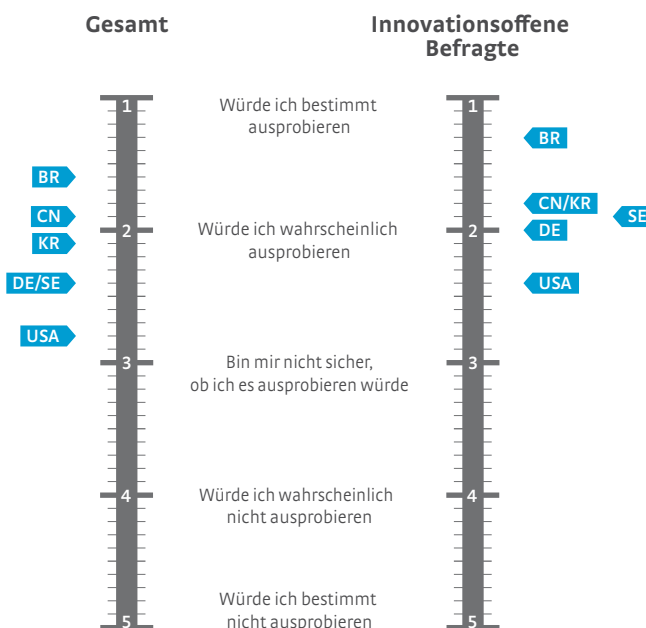 Gesamt
Innovationsoffene
Befragte
1
Würde ich bestimmt
ausprobieren
1
BR
BR
CN/KR
CN
SE
2
Würde ich wahrscheinlich
ausprobieren
2
DE
KR
DE/SE
USA
USA
3
Bin mir nicht sicher,
ob ich es ausprobieren würde
3
4
Würde ich wahrscheinlich
nicht ausprobieren
4
Würde ich bestimmt
nicht ausprobieren
5
5